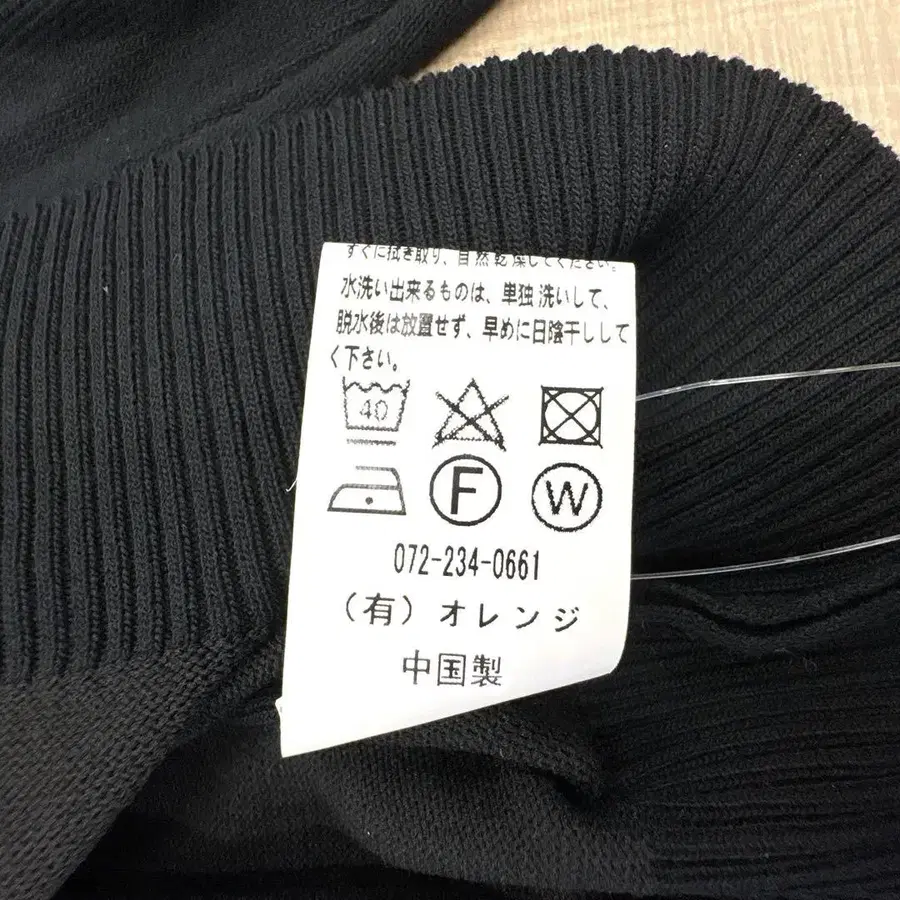 すぐに拭き取り、自然乾燥してください。
水洗い出来るものは、単独洗いして、
脱水後は放置せず、早めに日陰干しして
く下さい。
40
F W
072-234-0661
(有)オレンジ
中国製